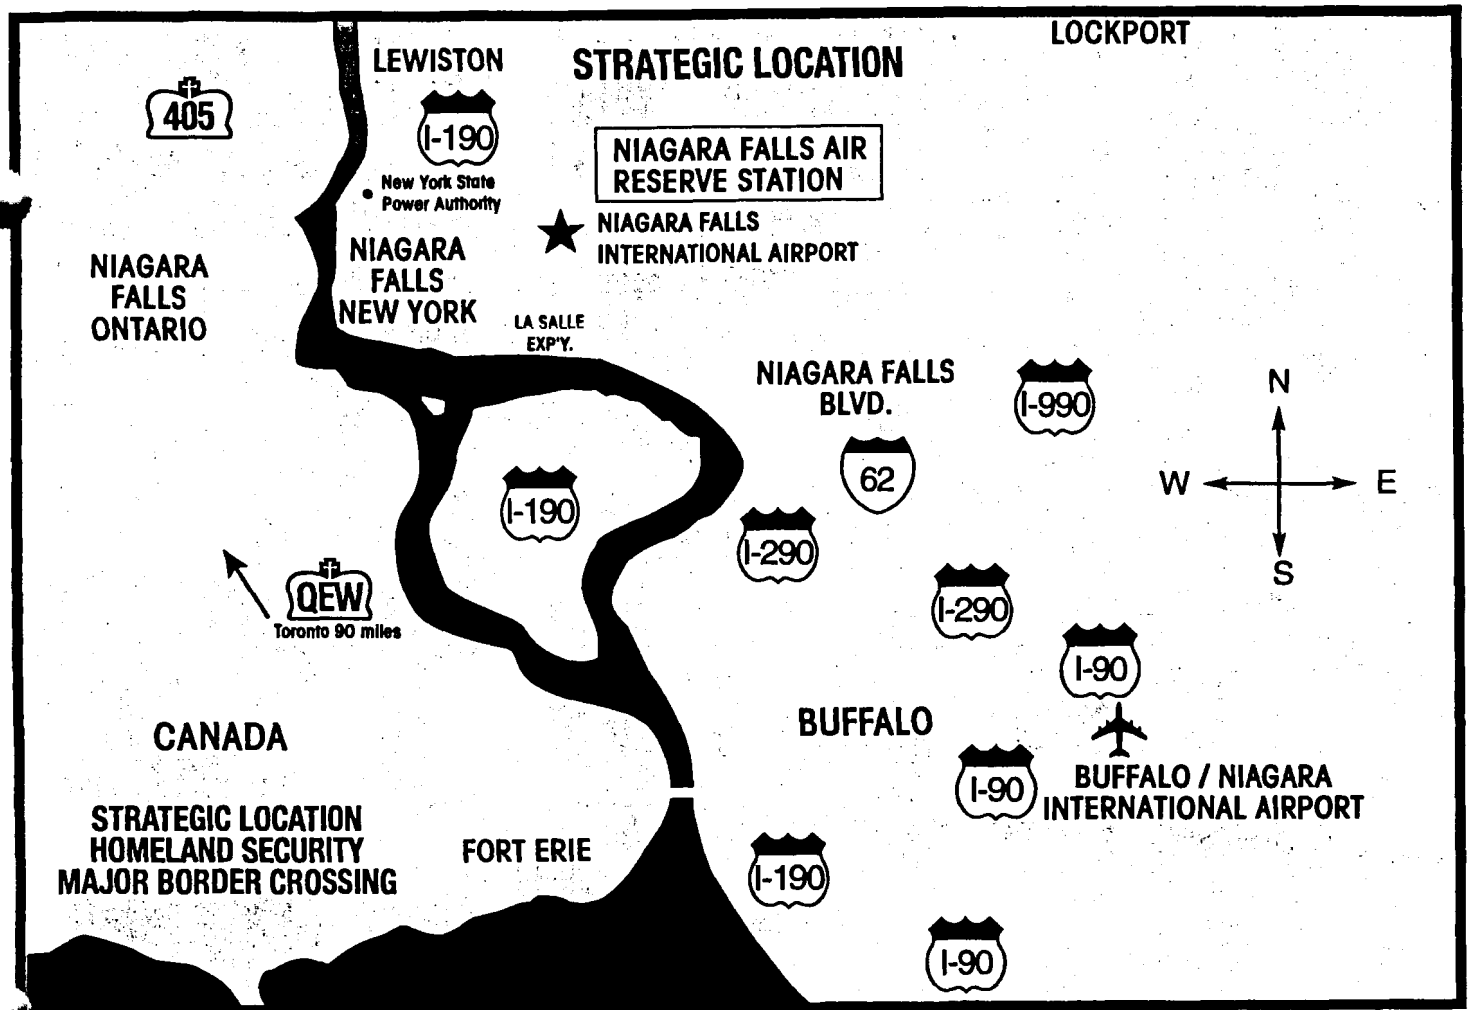 LOCKPORT
LEWISTON
STRATEGIC LOCATION
405
I-190
NIAGARA FALLS AIR
RESERVE STATION
New York State
Power Authority
NIAGARA FALLS
INTERNATIONAL AIRPORT
NIAGARA
FALLS
NEW YORK
NIAGARA
FALLS
ONTARIO
LA SALLE
EXP'Y.
NIAGARA FALLS
BLVD.
I-990
N
W
E
S
62
I-190
I-290
I-290
QEW
Toronto 90 miles
I-90
BUFFALO
CANADA
I-90
BUFFALO / NIAGARA
INTERNATIONAL AIRPORT
STRATEGIC LOCATION
HOMELAND SECURITY
MAJOR BORDER CROSSING
FORT ERIE
I-190
I-90